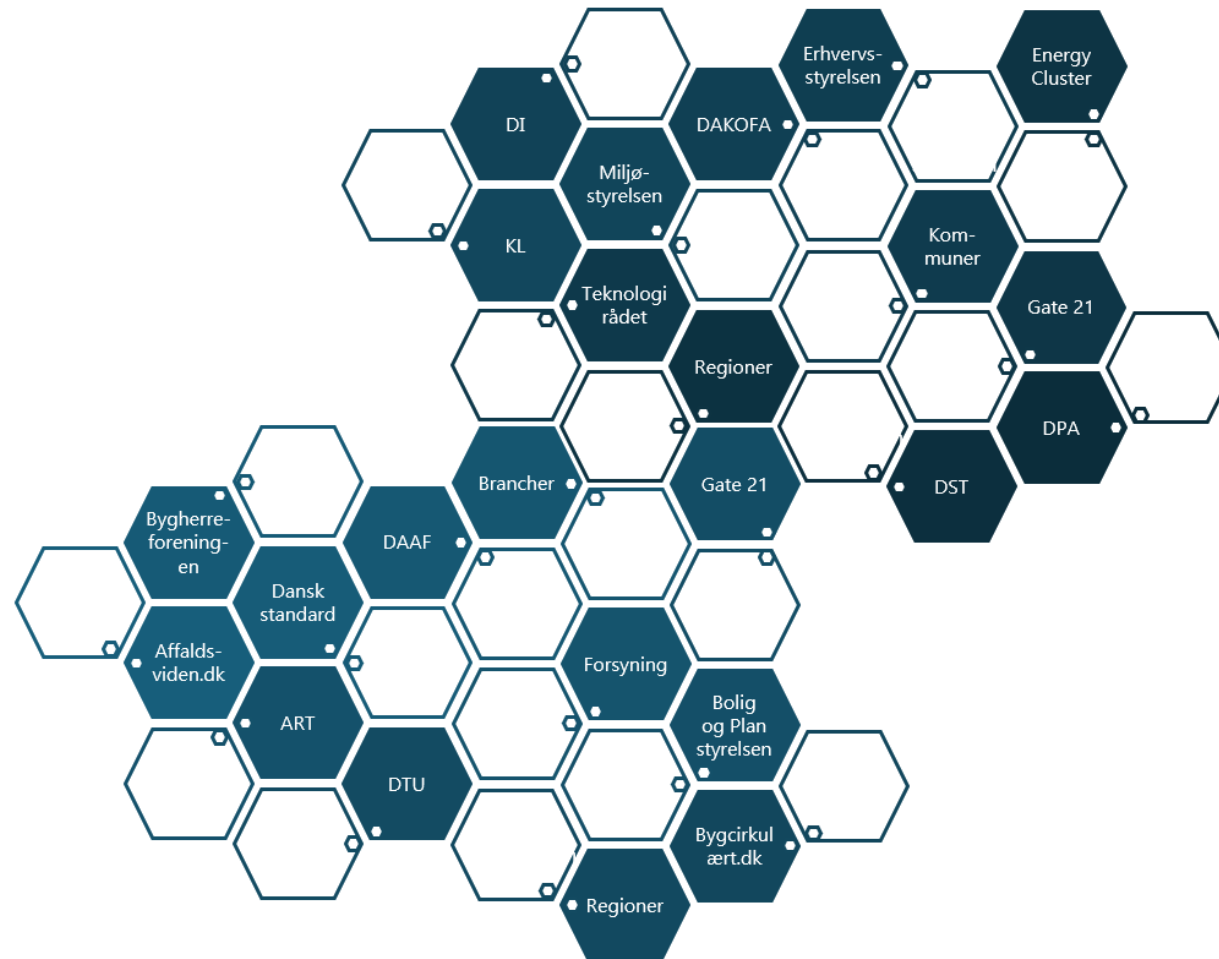 Erhvervs-
styrelsen
Energy
Cluster
DI
DAKOFA
Miljø-
styrelsen
KL
Kom-
muner
Teknologi
rådet
Gate 21
Regioner
DPA
Brancher
Gate 21
DST
Bygherre-
forening-
en
DAAF
Dansk
standard
Affalds-
viden.dk
Forsyning
ART
Bolig
og Plan
styrelsen
DTU
Bygcirkul
ært.dk
Regioner